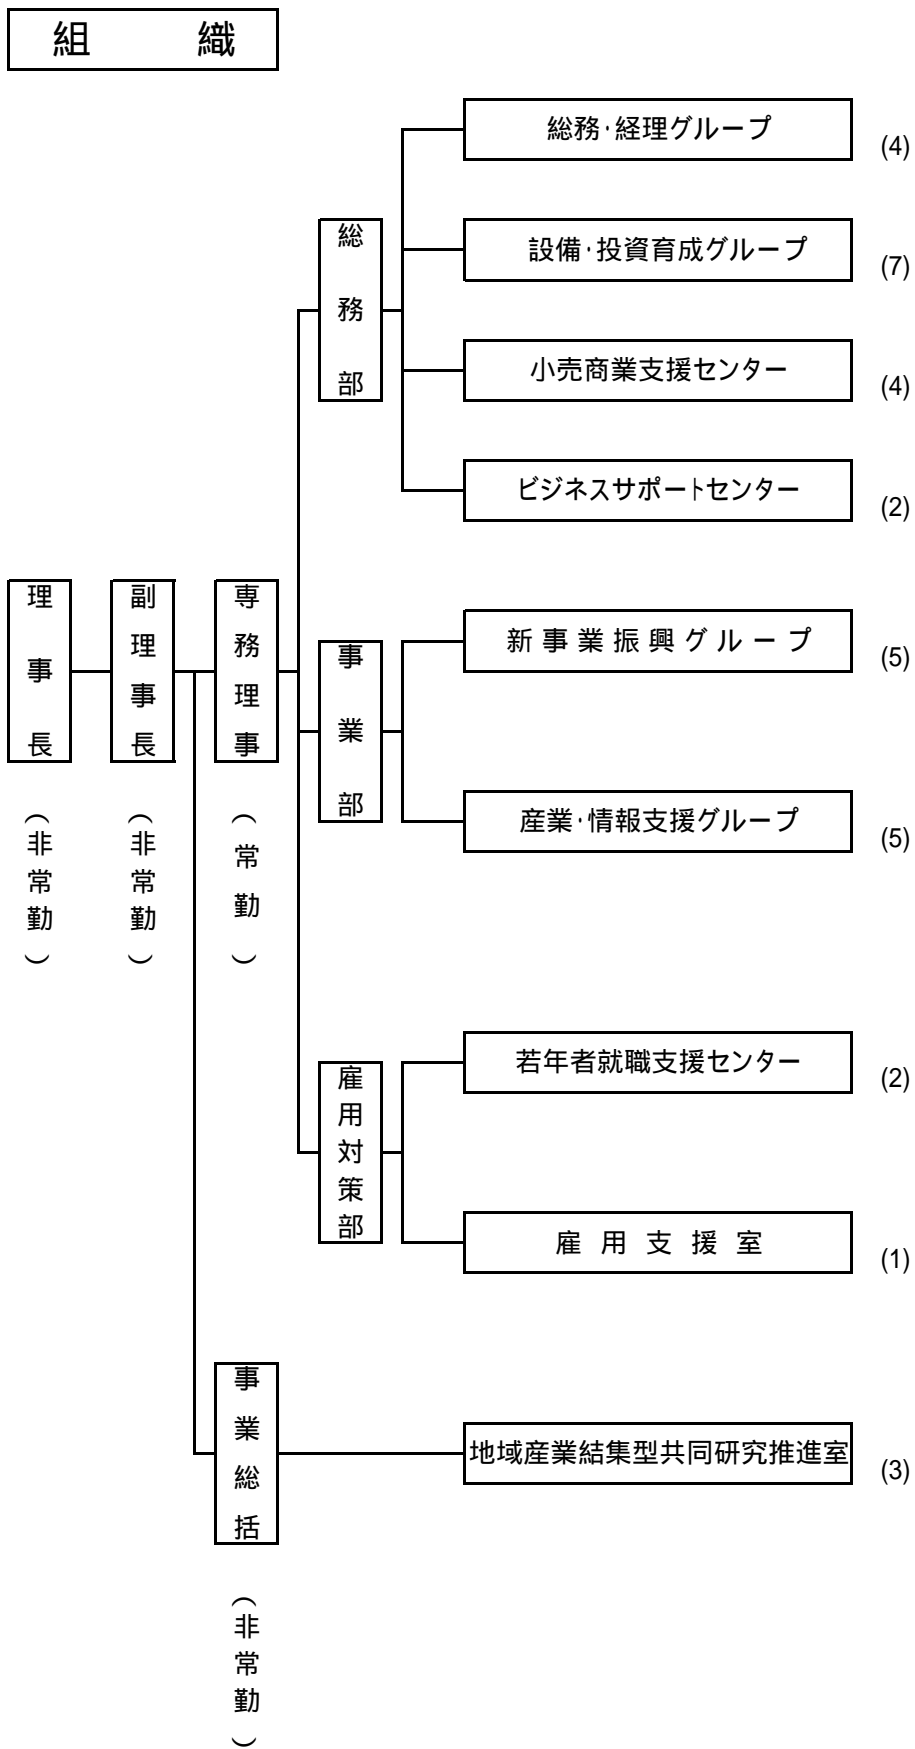 組　織
総務・経理グループ
(4)
設備・投資育成グループ
(7)
小売商業支援センター
(4)
ビジネスサポートセンター
(2)
総務部
理事長
(非常勤)
副理事長
(非常勤)
専務理事
(常勤)
事業部
新事業振興グループ
(5)
産業・情報支援グループ
(5)
雇用対策部
若年者就職支援センター
(2)
雇用支援室
(1)
事業総括
(非常勤)
地域産業結集型共同研究推進室
(3)